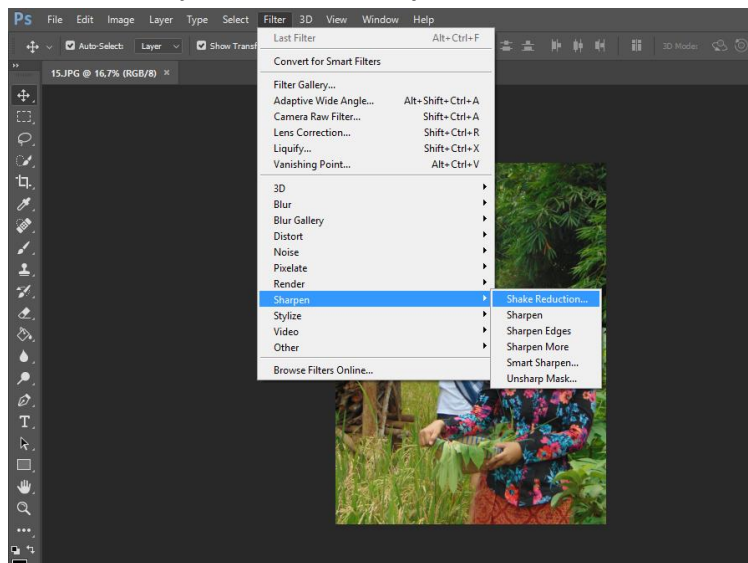 Ps File Edit Image Layer Type Select Filter 3D View Window Help
Auto-Select: Layer Show Transf 3D Mode:
15.JPG @ 16,7% (RGB/8) ×
Last Filter Alt+Ctrl+F
Convert for Smart Filters
Filter Gallery...
Adaptive Wide Angle... Alt+Shift+Ctrl+A
Camera Raw Filter... Shift+Ctrl+A
Lens Correction... Shift+Ctrl+R
Liquify... Shift+Ctrl+X
Vanishing Point... Alt+Ctrl+V
3D
Blur
Blur Gallery
Distort
Noise
Pixelate
Render
Sharpen
Stylize
Video
Other
Browse Filters Online...
Shake Reduction...
Sharpen
Sharpen Edges
Sharpen More
Smart Sharpen...
Unsharp Mask...